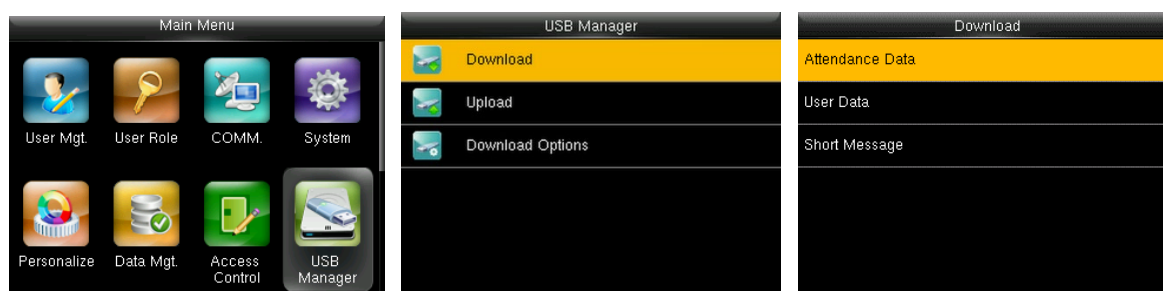 Main Menu
User Mgt.
User Role
COMM.
System
Personalize
Data Mgt.
Access
Control
USB
Manager
USB Manager
Download
Upload
Download Options
Download
Attendance Data
User Data
Short Message